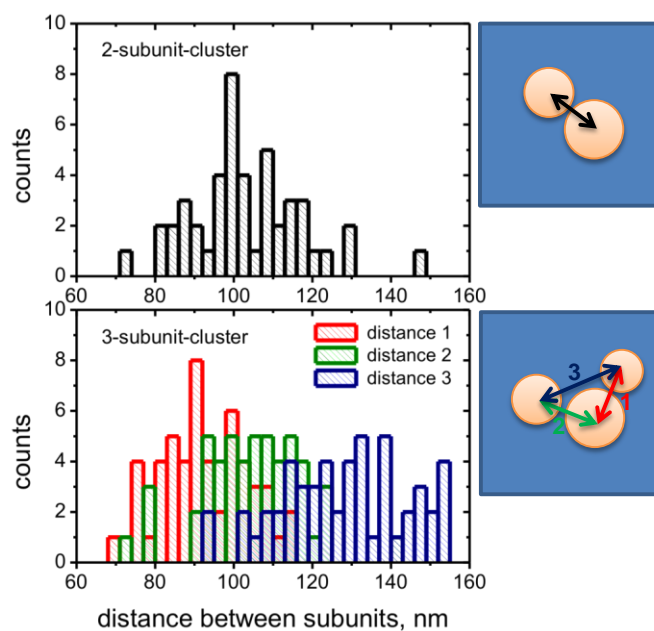 10
8
6
4
2
0
counts
2-subunit-cluster
60 80 100 120 140 160
10
8
6
4
2
0
counts
3-subunit-cluster
distance 1
distance 2
distance 3
60 80 100 120 140 160
distance between subunits, nm
3
1
2